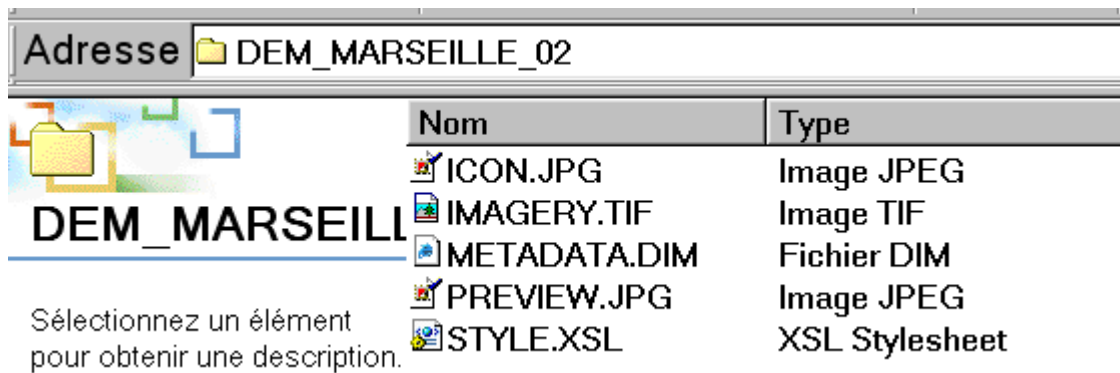 Adresse DEM_MARSEILLE_02
Nom Type
ICON.JPG Image JPEG
DEM_MARSEILL IMAGERY.TIF Image TIF
METADATA.DIM Fichier DIM
PREVIEW.JPG Image JPEG
STYLE.XSL XSL Stylesheet
Sélectionnez un élément
pour obtenir une description.